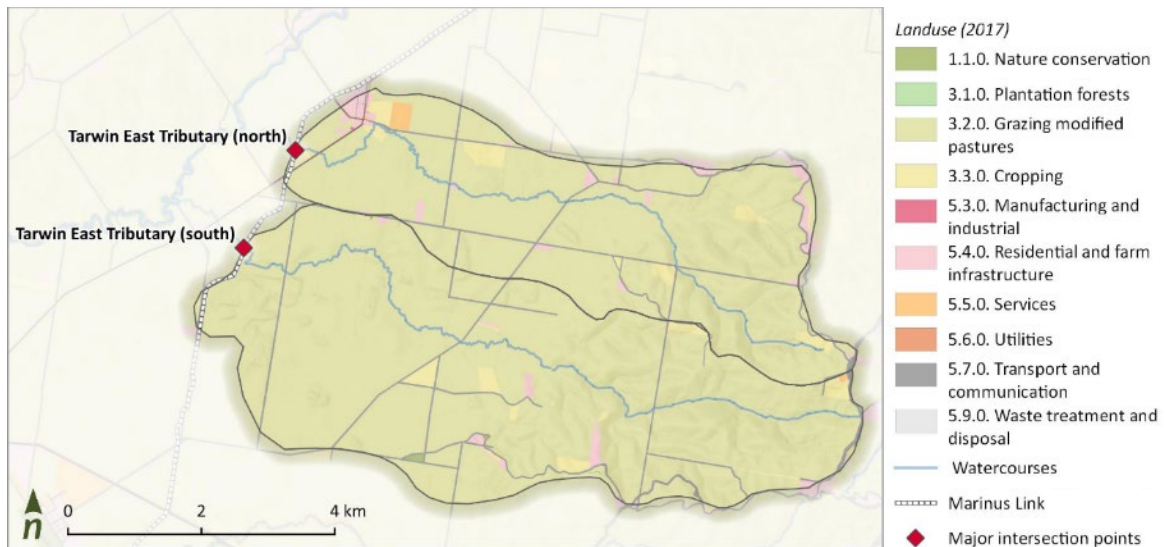 Tarwin East Tributary (north)
Tarwin East Tributary (south)
n
0 2 4 km
Landuse (2017)
1.1.0. Nature conservation
3.1.0. Plantation forests
3.2.0. Grazing modified
pastures
3.3.0. Cropping
5.3.0. Manufacturing and
industrial
5.4.0. Residential and farm
infrastructure
5.5.0. Services
5.6.0. Utilities
5.7.0. Transport and
communication
5.9.0. Waste treatment and
disposal
Watercourses
Marinus Link
Major intersection points